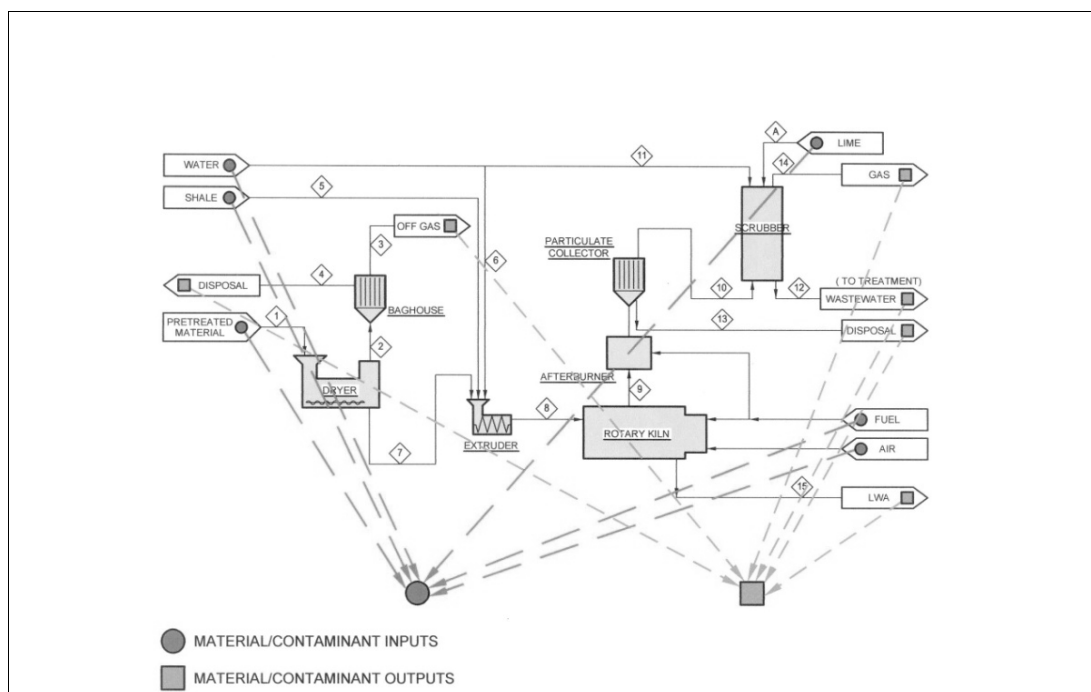 A
LIME
WATER
11
14
GAS
SHALE
5
OFF GAS
SCRUBBER
PARTICULATE
COLLECTOR
3
6
DISPOSAL
4
BAGHOUSE
10
12
( TO TREATMENT)
WASTEWATER
PRETREATED
MATERIAL
1
2
13
DISPOSAL
DRYER
AFTERBURNER
9
8
FUEL
7
EXTRUDER
ROTARY KILN
AIR
15
LWA
MATERIAL/CONTAMINANT INPUTS
MATERIAL/CONTAMINANT OUTPUTS